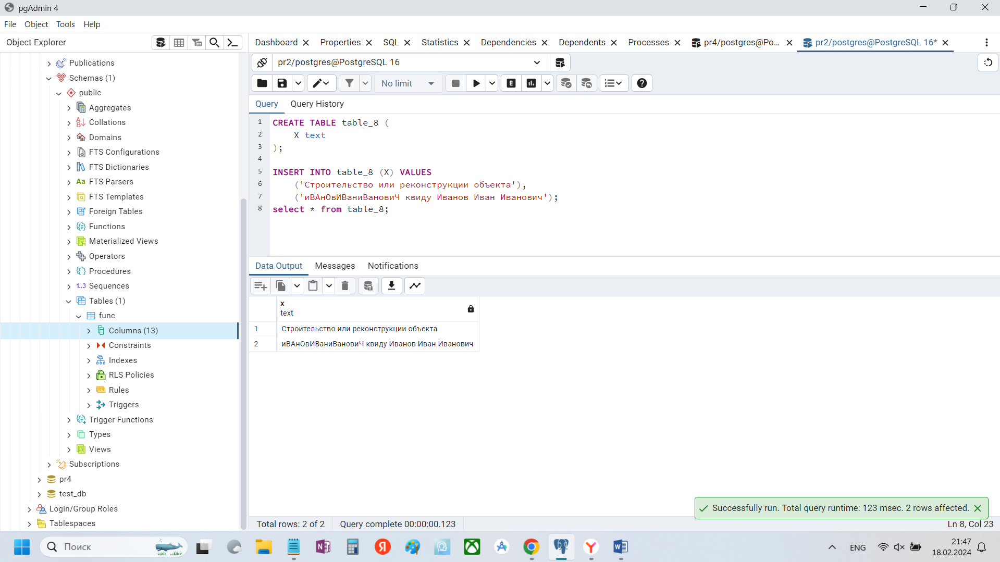 pgAdmin 4
File Object Tools Help
Object Explorer
Dashboard Properties SQL Statistics Dependencies Dependents Processes pr4/postgres@Po... pr2/postgres@PostgreSQL 16*
Publications
Schemas (1)
public
Aggregates
Collations
Domains
FTS Configurations
FTS Dictionaries
Aa FTS Parsers
FTS Templates
Foreign Tables
Functions
Materialized Views
Operators
Procedures
1..3 Sequences
Tables (1)
func
Columns (13)
Constraints
Indexes
RLS Policies
Rules
Triggers
Trigger Functions
Types
Views
Subscriptions
pr4
test_db
Login/Group Roles
Tablespaces
pr2/postgres@PostgreSQL 16
No limit
E
Query Query History
1 CREATE TABLE table_8 (
2 X text
3 );
4
5 INSERT INTO table_8 (X) VALUES
6 ('Строительство или реконструкции объекта'),
7 ('иВАнОвИВаниВановиЧ квиду Иванов Иван Иванович');
8 select * from table_8;
Data Output Messages Notifications
x
text
1 Строительство или реконструкции объекта
2 иВАнОвИВаниВановиЧ квиду Иванов Иван Иванович
Successfully run. Total query runtime: 123 msec. 2 rows affected.
Total rows: 2 of 2 Query complete 00:00:00.123 Ln 8, Col 23
Поиск
ENG
21:47
18.02.2024